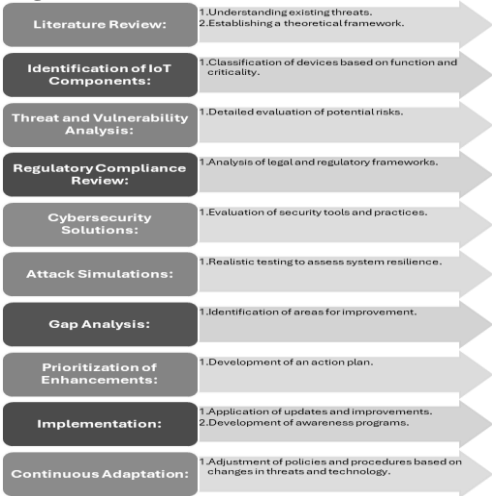 Literature Review:
1.Understanding existing threats.
2.Establishing a theoretical framework.
Identification of IoT
Components:
1.Classification of devices based on function and
criticality.
Threat and Vulnerability
Analysis:
1.Detailed evaluation of potential risks.
Regulatory Compliance
Review:
1.Analysis of legal and regulatory frameworks.
Cybersecurity
Solutions:
1.Evaluation of security tools and practices.
Attack Simulations:
1.Realistic testing to assess system resilience.
Gap Analysis:
1.Identification of areas for improvement.
Prioritization of
Enhancements:
1.Development of an action plan.
Implementation:
1.Application of updates and improvements.
2.Development of awareness programs.
Continuous Adaptation:
1.Adjustment of policies and procedures based on
changes in threats and technology.